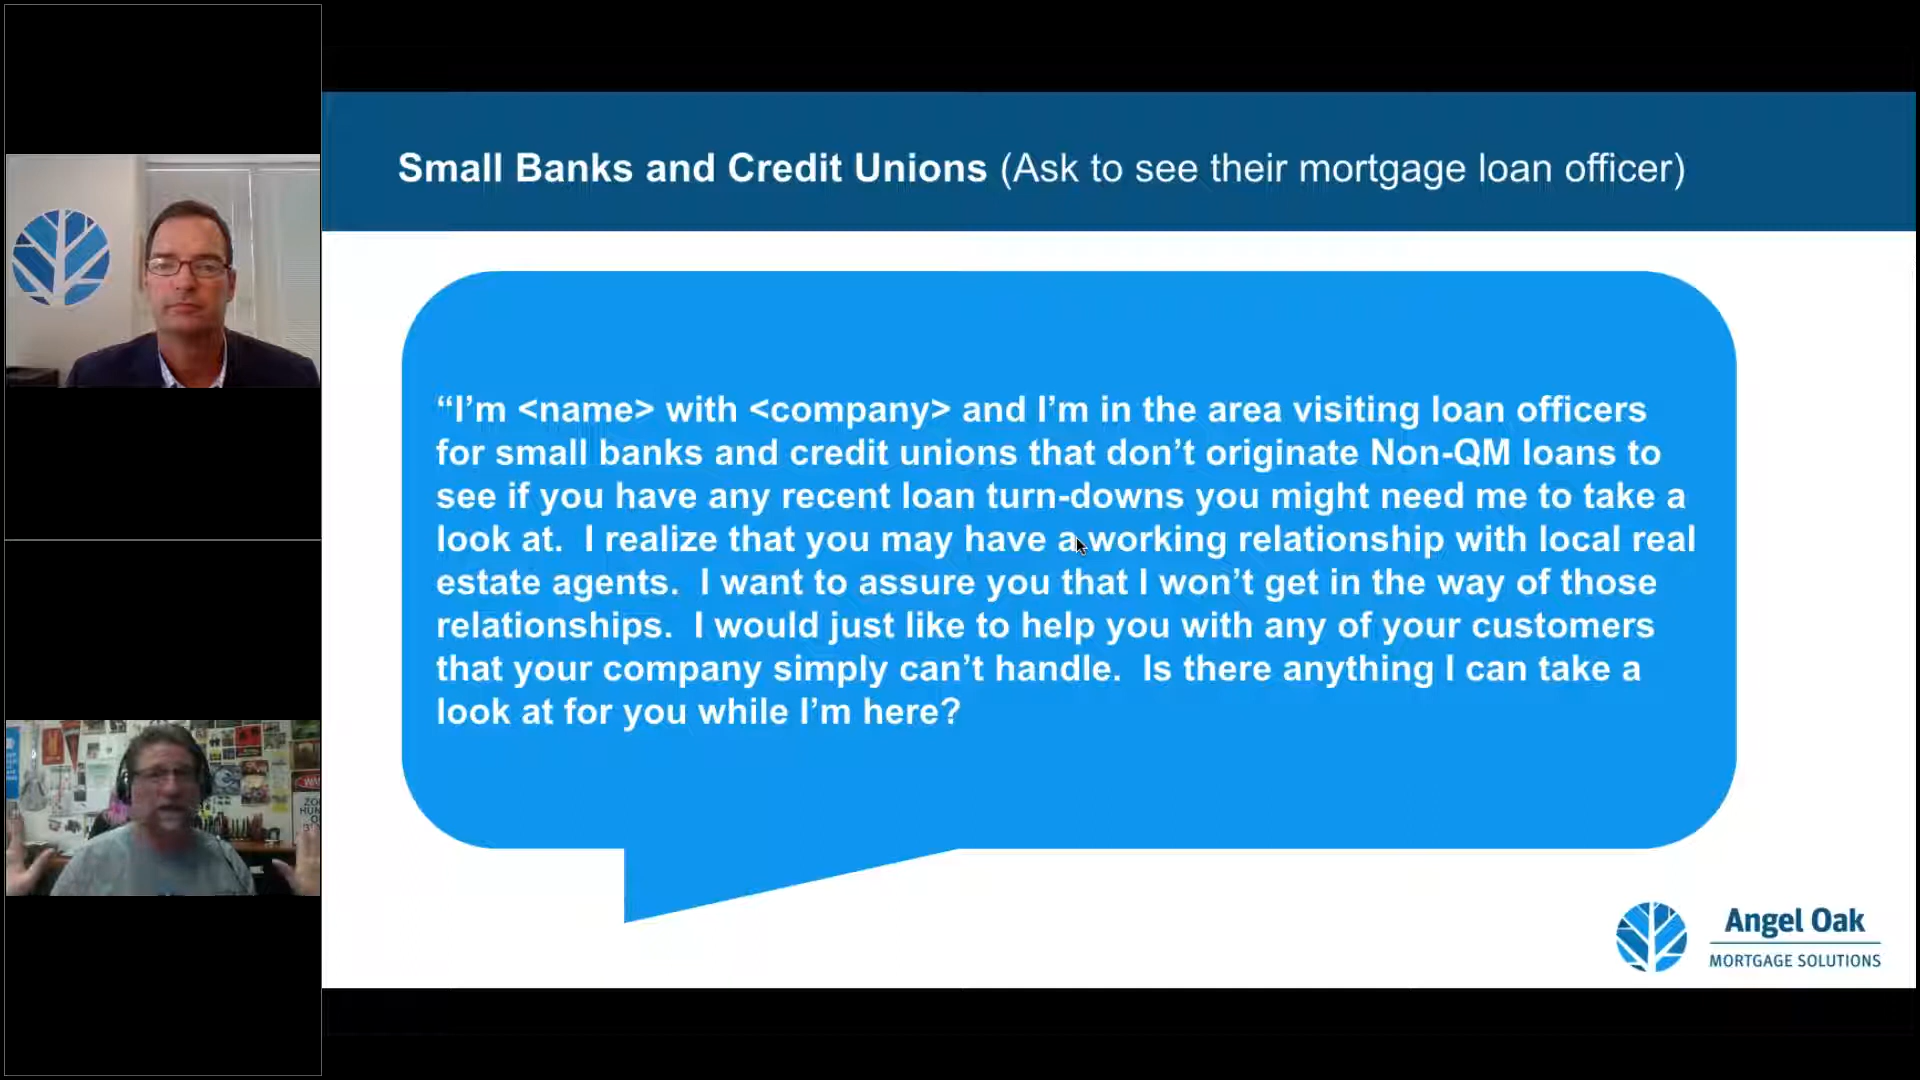 Small Banks and Credit Unions (Ask to see their mortgage loan officer)
“I’m <name> with <company> and I’m in the area visiting loan officers
for small banks and credit unions that don’t originate Non-QM loans to
see if you have any recent loan turn-downs you might need me to take a
look at.  I realize that you may have a working relationship with local real
estate agents.  I want to assure you that I won’t get in the way of those
relationships.  I would just like to help you with any of your customers
that your company simply can’t handle.  Is there anything I can take a
look at for you while I’m here?
Angel Oak
MORTGAGE SOLUTIONS